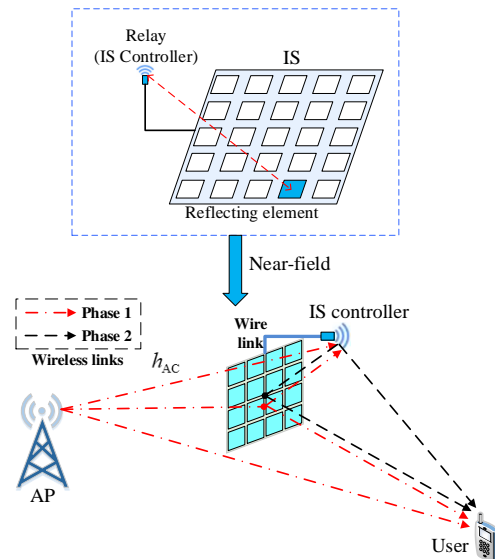 Relay
(IS Controller)
IS
Reflecting element
Near-field
Phase 1
Phase 2
Wireless links
Wire
link
IS controller
h_AC
AP
User